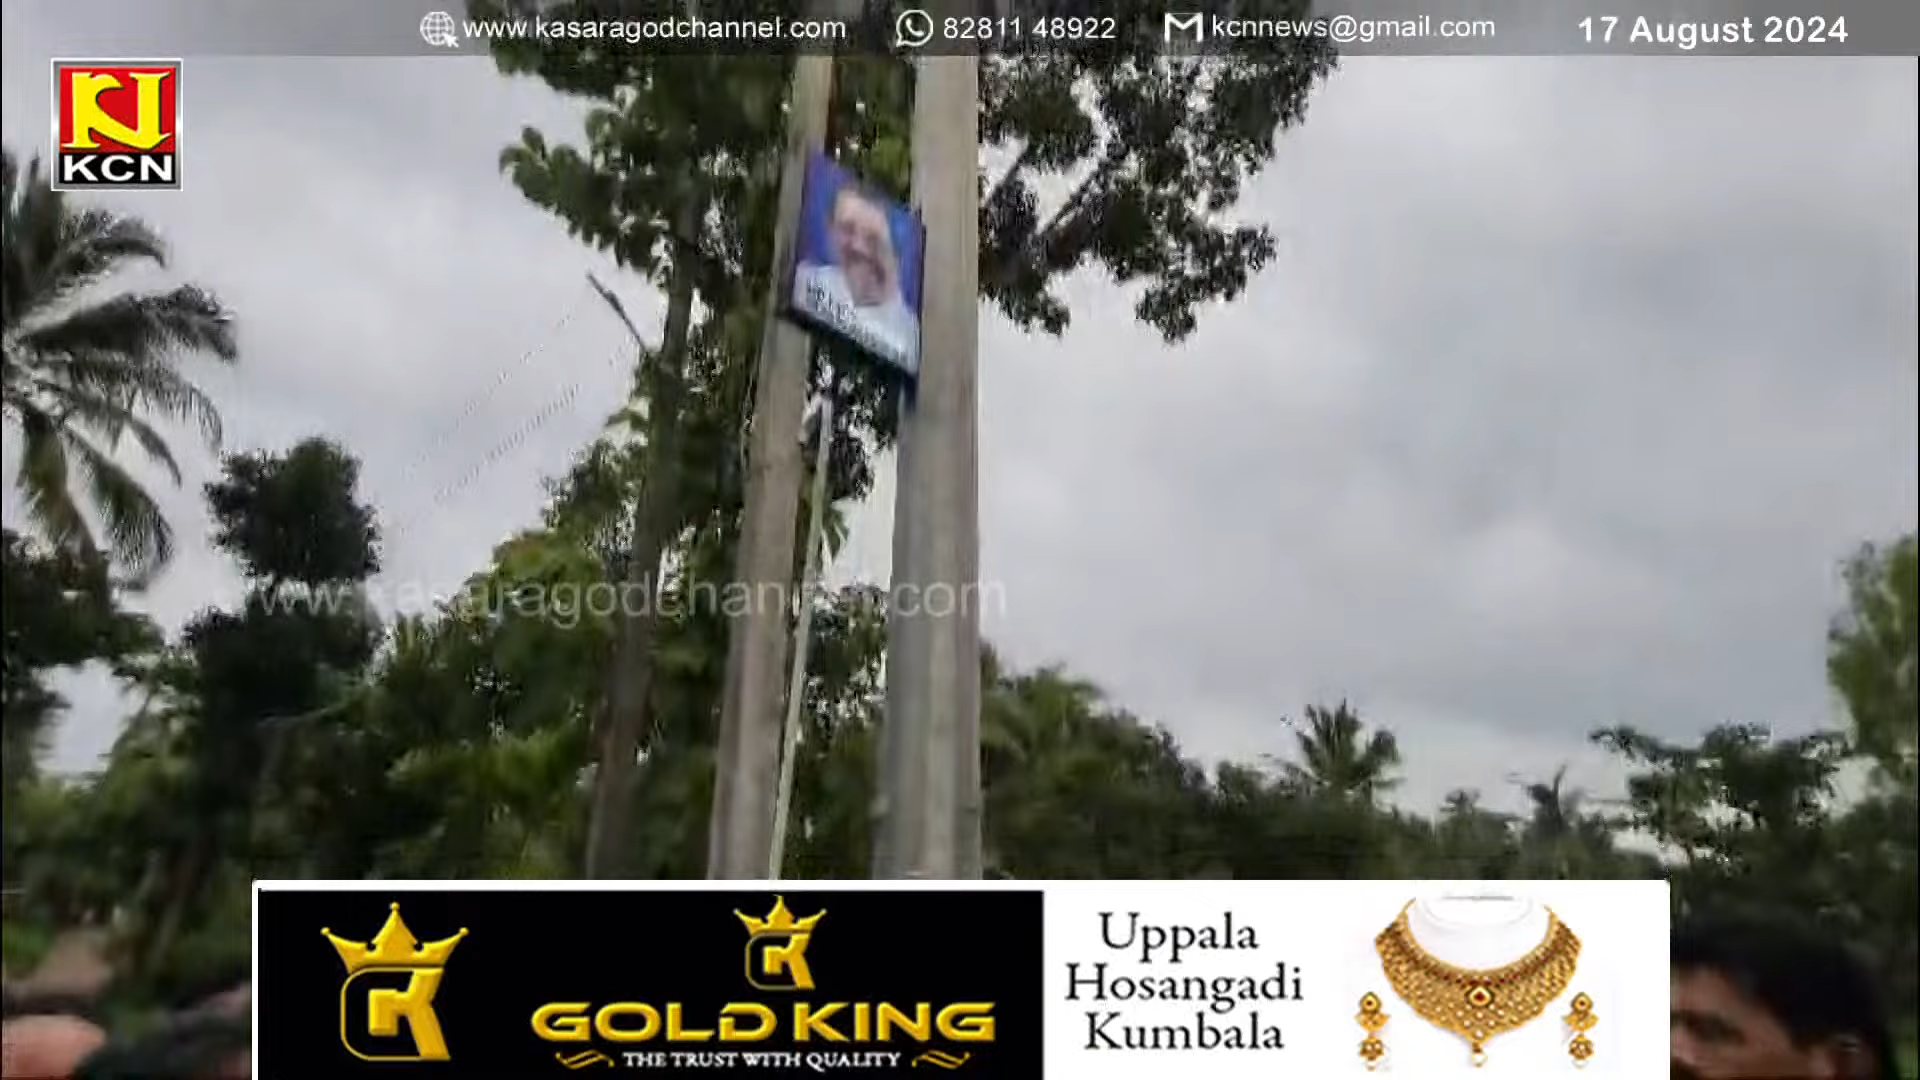 www.kasaragodchannel.com
82811 48922
kcnnews@gmail.com
17 August 2024
KCN
www.kasaragodchannel.com
GOLD KING
THE TRUST WITH QUALITY
Uppala
Hosangadi
Kumbala